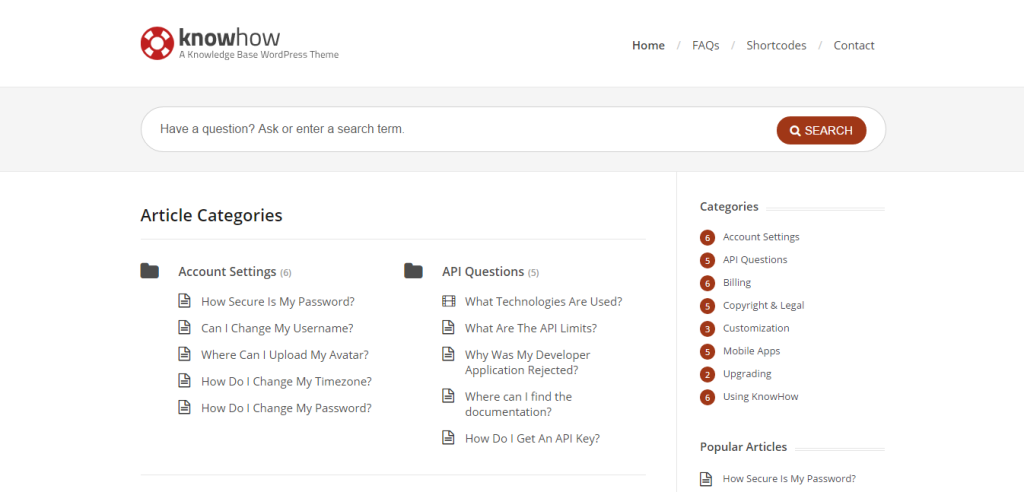 knowhow
A Knowledge Base WordPress Theme
Home / FAQs / Shortcodes / Contact
Have a question? Ask or enter a search term.
SEARCH
Article Categories
Account Settings (6)
How Secure Is My Password?
Can I Change My Username?
Where Can I Upload My Avatar?
How Do I Change My Timezone?
How Do I Change My Password?
API Questions (5)
What Technologies Are Used?
What Are The API Limits?
Why Was My Developer
Application Rejected?
Where can I find the
documentation?
How Do I Get An API Key?
Categories
6 Account Settings
5 API Questions
6 Billing
5 Copyright & Legal
3 Customization
5 Mobile Apps
2 Upgrading
6 Using KnowHow
Popular Articles
How Secure Is My Password?